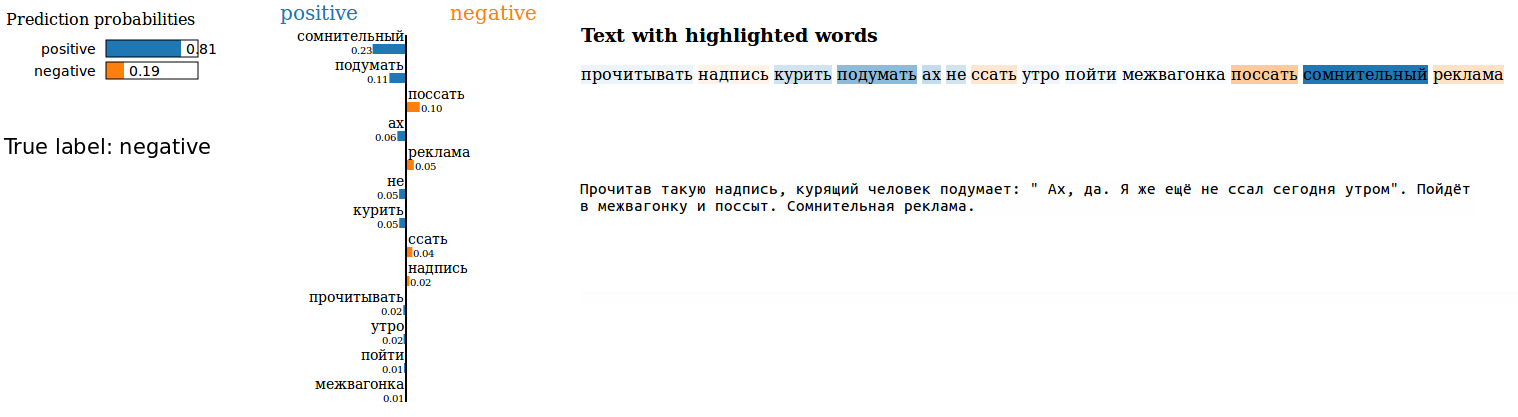 Prediction probabilities
positive 0.81
negative 0.19
True label: negative
positive negative
сомнительный
0.23
подумать
0.11
поссать
0.10
ах
0.06
реклама
0.05
не
0.05
курить
0.05
ссать
0.04
надпись
0.02
прочитывать
0.02
утро
0.02
пойти
0.01
межвагонка
0.01
Text with highlighted words
прочитывать надпись курить подумать ах не ссать утро пойти межвагонка поссать сомнительный реклама
Прочитав такую надпись, курящий человек подумает: " Ах, да. Я же ещё не ссал сегодня утром". Пойдёт
в межвагонку и поссыт. Сомнительная реклама.